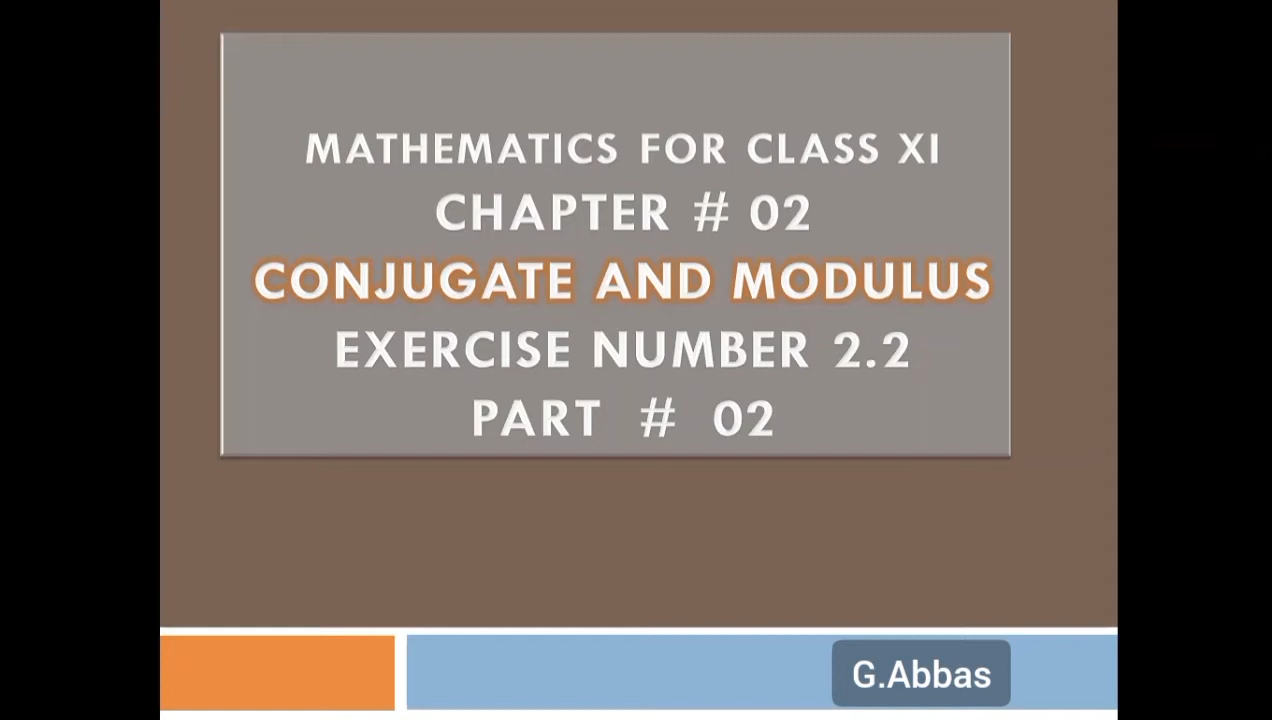 MATHEMATICS FOR CLASS XI
CHAPTER # 02
CONJUGATE AND MODULUS
EXERCISE NUMBER 2.2
PART # 02
G.Abbas